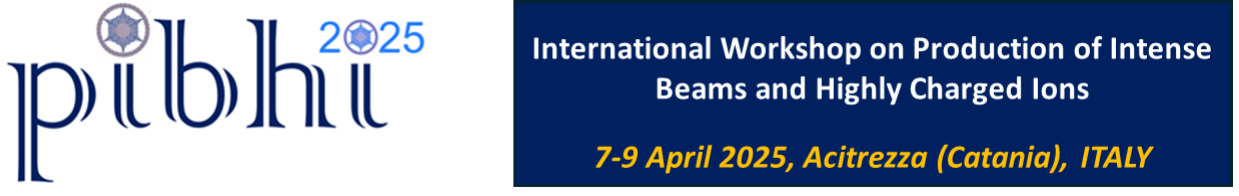 pibhi 2025
International Workshop on Production of Intense
Beams and Highly Charged Ions
7-9 April 2025, Acitrezza (Catania), ITALY